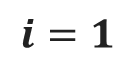 i = 1